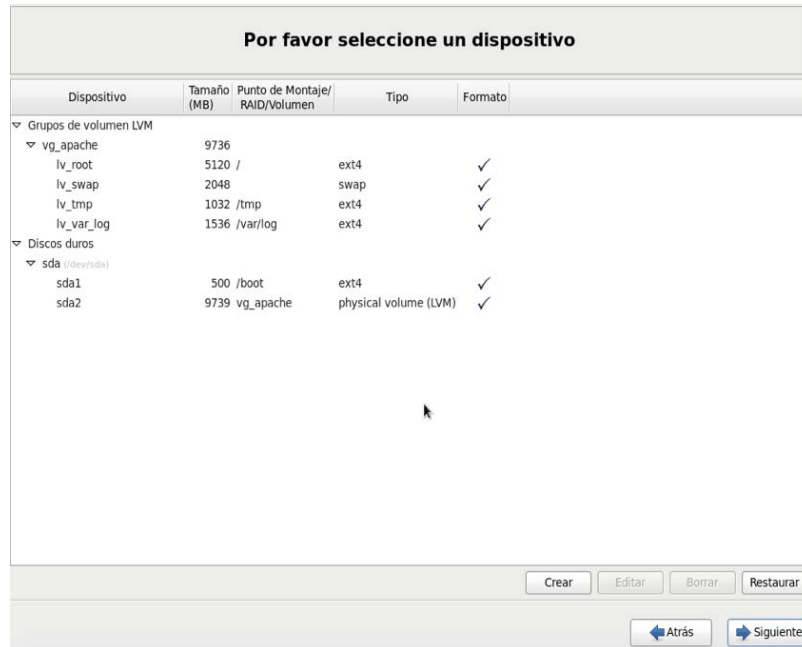 Por favor seleccione un dispositivo
Dispositivo Tamaño (MB) Punto de Montaje/ RAID/Volumen Tipo Formato
Grupos de volumen LVM
vg_apache 9736
lv_root 5120 / ext4 ✓
lv_swap 2048 swap ✓
lv_tmp 1032 /tmp ext4 ✓
lv_var_log 1536 /var/log ext4 ✓
Discos duros
sda (/dev/sda)
sda1 500 /boot ext4 ✓
sda2 9739 vg_apache physical volume (LVM) ✓
Crear Editar Borrar Restaurar
Atrás Siguiente